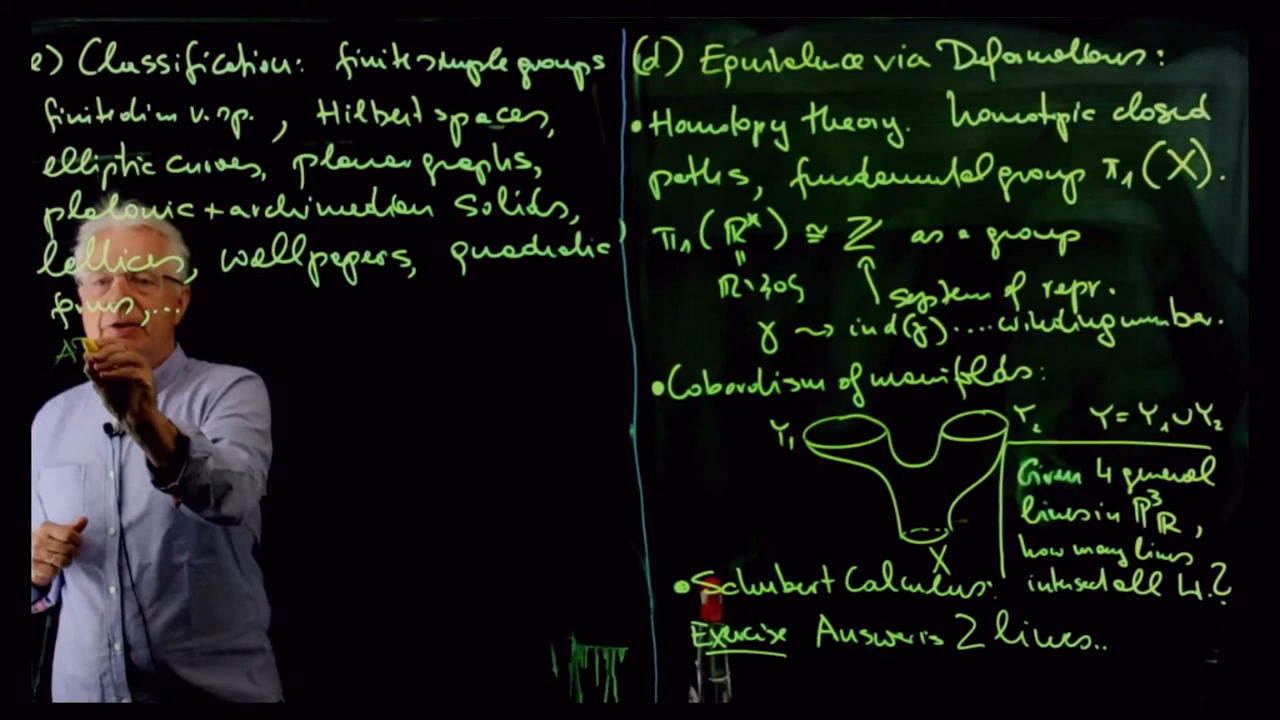 e) Classification: finite simple groups
finitedim v.sp., Hilbert spaces,
elliptic curves, planar graphs,
platonic + archimedian solids,
lattices, wallpapers, quadratic
forms,...
(d) Equivalence via Deformations:
• Homotopy theory. homotopic closed
paths, fundamental group π₁(X).
π₁(ℝ*) ≅ ℤ as a group
ℝ\{0}
system of repr.
γ ⇝ ind(γ) .... winding number.
• Cobordism of manifolds:
Y₁ Y₂ Y = Y₁ ∪ Y₂
X
Given 4 general
lines in ℙ³ℝ,
how many lines
intersect all 4?
• Schubert Calculus:
Exercise Answer is 2 lines..